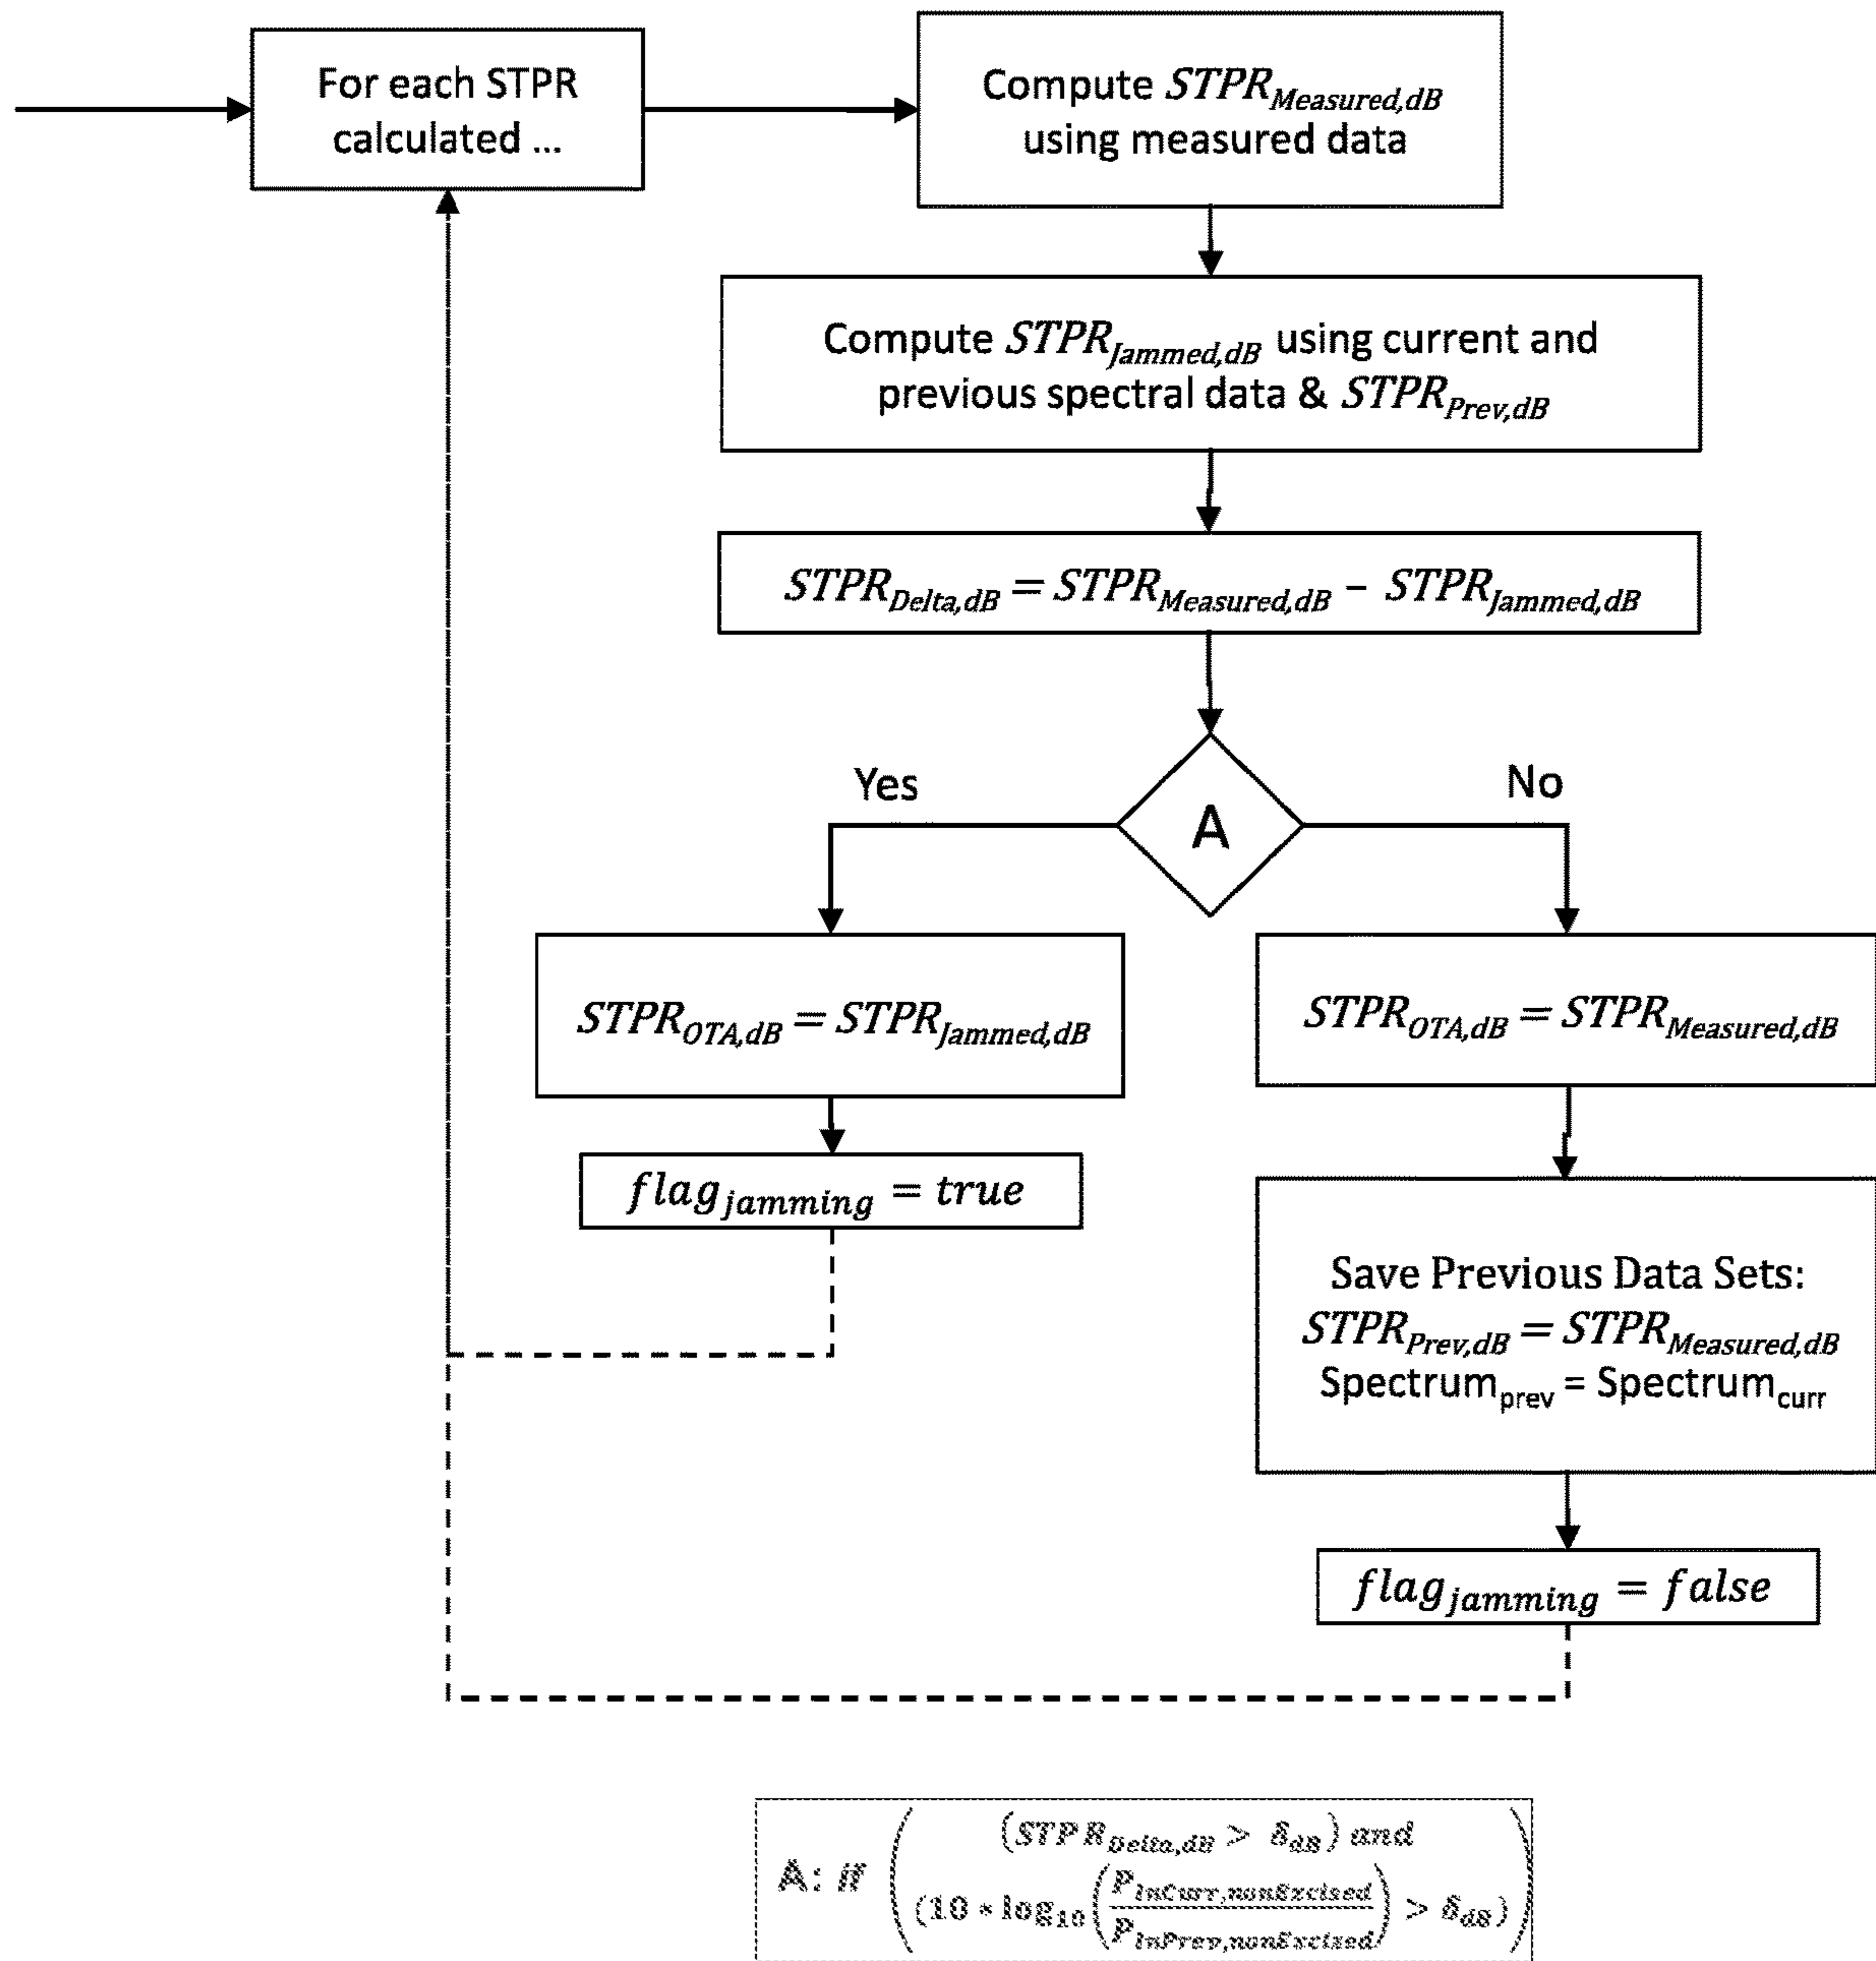 For each STPR
calculated ...
Compute STPR_Measured,dB
using measured data
Compute STPR_Jammed,dB using current and
previous spectral data & STPR_Prev,dB
STPR_Delta,dB = STPR_Measured,dB – STPR_Jammed,dB
A
Yes
No
STPR_OTA,dB = STPR_Jammed,dB
flag_jamming = true
STPR_OTA,dB = STPR_Measured,dB
Save Previous Data Sets:
STPR_Prev,dB = STPR_Measured,dB
Spectrum_prev = Spectrum_curr
flag_jamming = false
A: if ( (STPR_Delta,dB > δ_dB) and
(10 * log_10 (P_InCurr,nonExcised / P_InPrev,nonExcised) > δ_dB) )